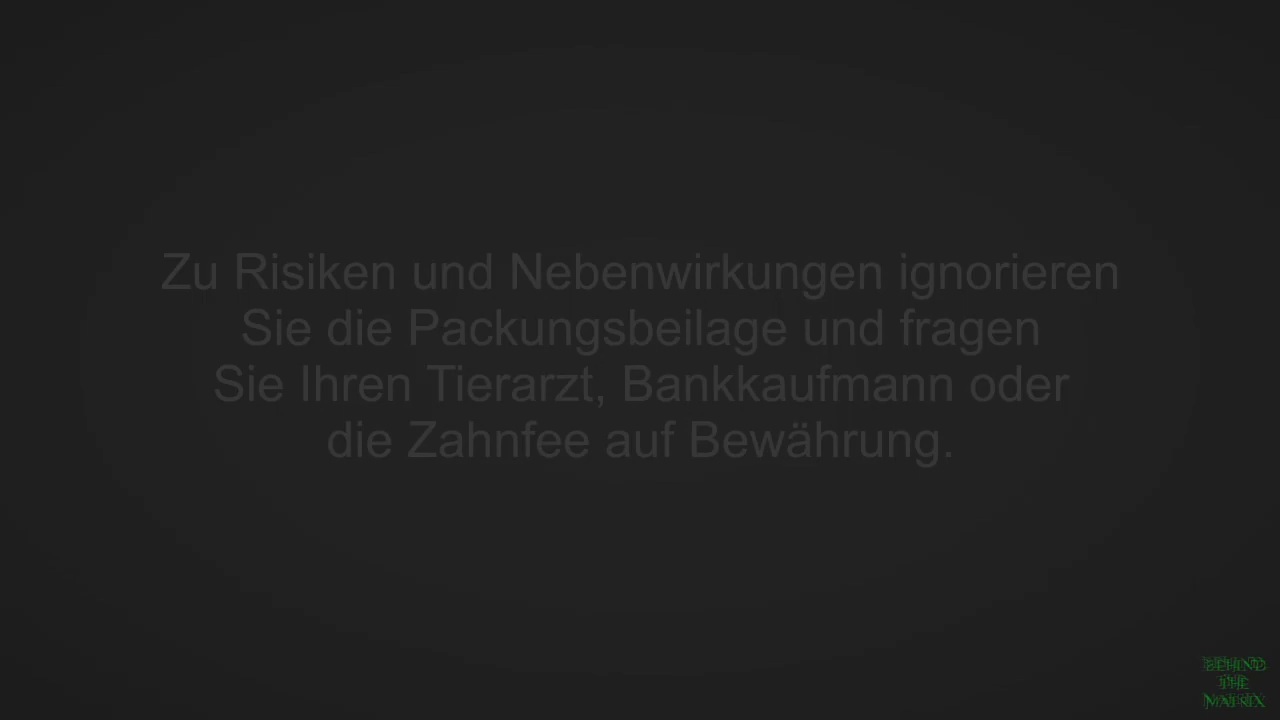 Zu Risiken und Nebenwirkungen ignorieren
Sie die Packungsbeilage und fragen
Sie Ihren Tierarzt, Bankkaufmann oder
die Zahnfee auf Bewährung.
BEHIND
THE
MATRIX